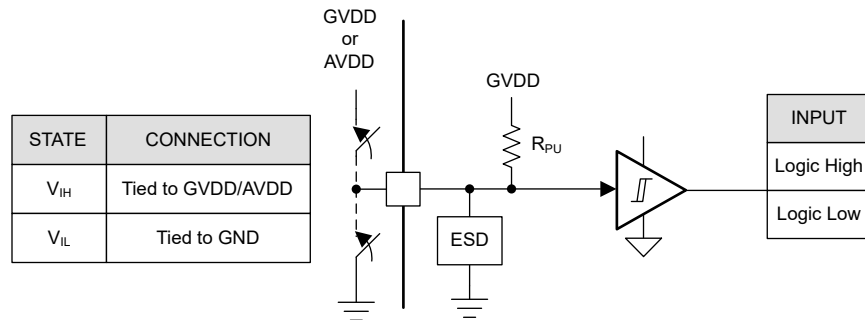 GVDD
or
AVDD
GVDD
R_PU
STATE CONNECTION
V_IH Tied to GVDD/AVDD
V_IL Tied to GND
ESD
INPUT
Logic High
Logic Low